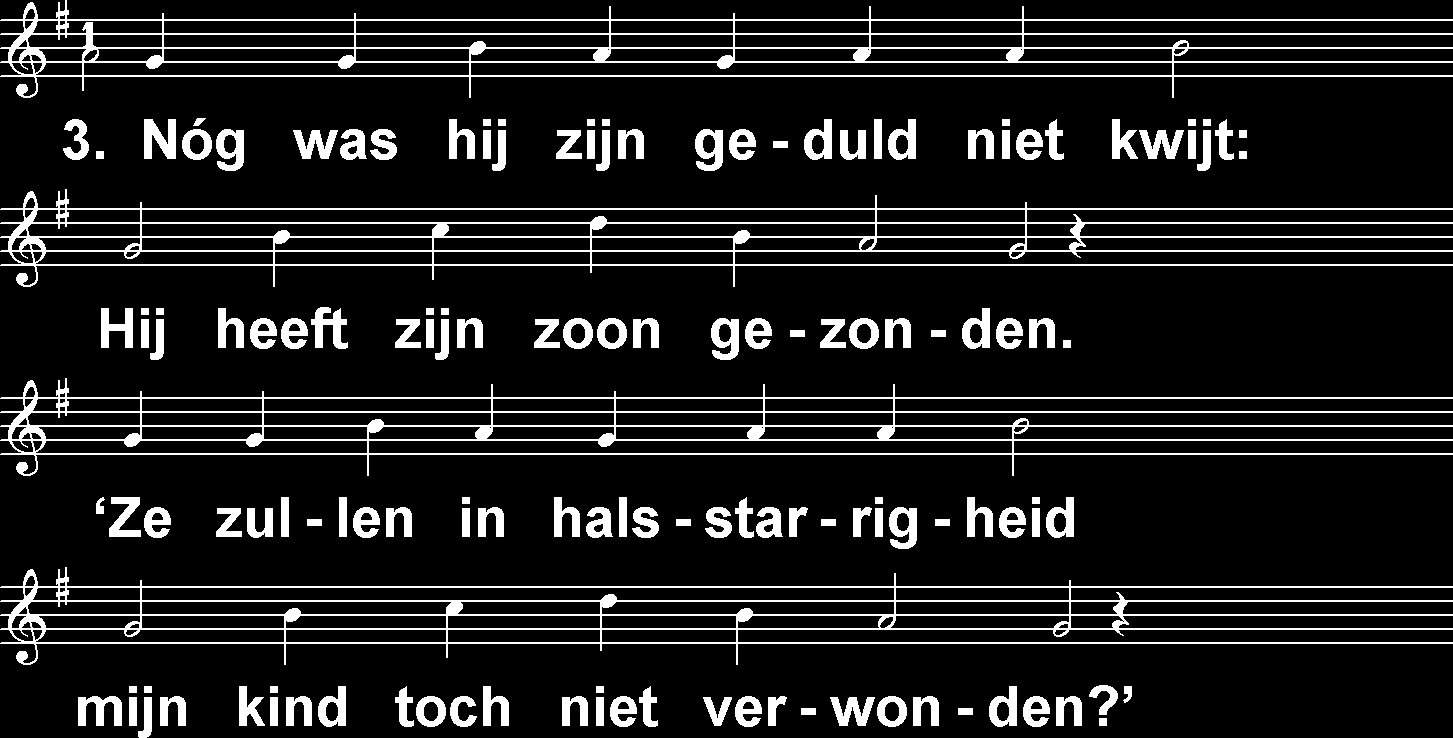 1
3. Nóg was hij zijn ge - duld niet kwijt:
Hij heeft zijn zoon ge - zon - den.
‘Ze zul - len in hals - star - rig - heid
mijn kind toch niet ver - won - den?’